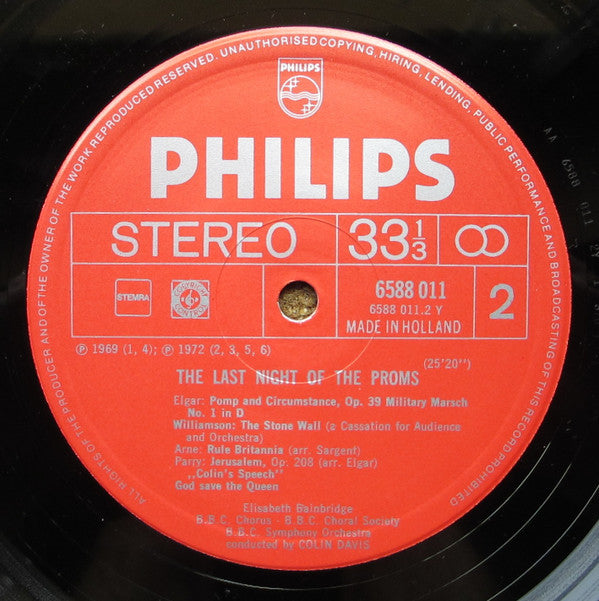 ALL RIGHTS OF THE PRODUCER AND OF THE OWNER OF THE WORK REPRODUCED RESERVED. UNAUTHORISED COPYING, HIRING, LENDING, PUBLIC PERFORMANCE AND BROADCASTING OF THIS RECORD PROHIBITED
PHILIPS
PHILIPS
STEREO 33⅓
STEMRA COPYRIGHT CONTROL 6588 011 2
6588 011.2 Y
MADE IN HOLLAND
℗ 1969 (1, 4); ℗ 1972 (2, 3, 5, 6) (25'20'')
THE LAST NIGHT OF THE PROMS
Elgar: Pomp and Circumstance, Op. 39 Military Marsch
No. 1 in D
Williamson: The Stone Wall (a Cassation for Audience
and Orchestra)
Arne: Rule Britannia (arr. Sargent)
Parry: Jerusalem, Op. 208 (arr. Elgar)
,,Colin's Speech''
God save the Queen
Elisabeth Bainbridge
B.B.C. Chorus - B.B.C. Choral Society
B.B.C. Symphony Orchestra
conducted by COLIN DAVIS
AA 6588 011